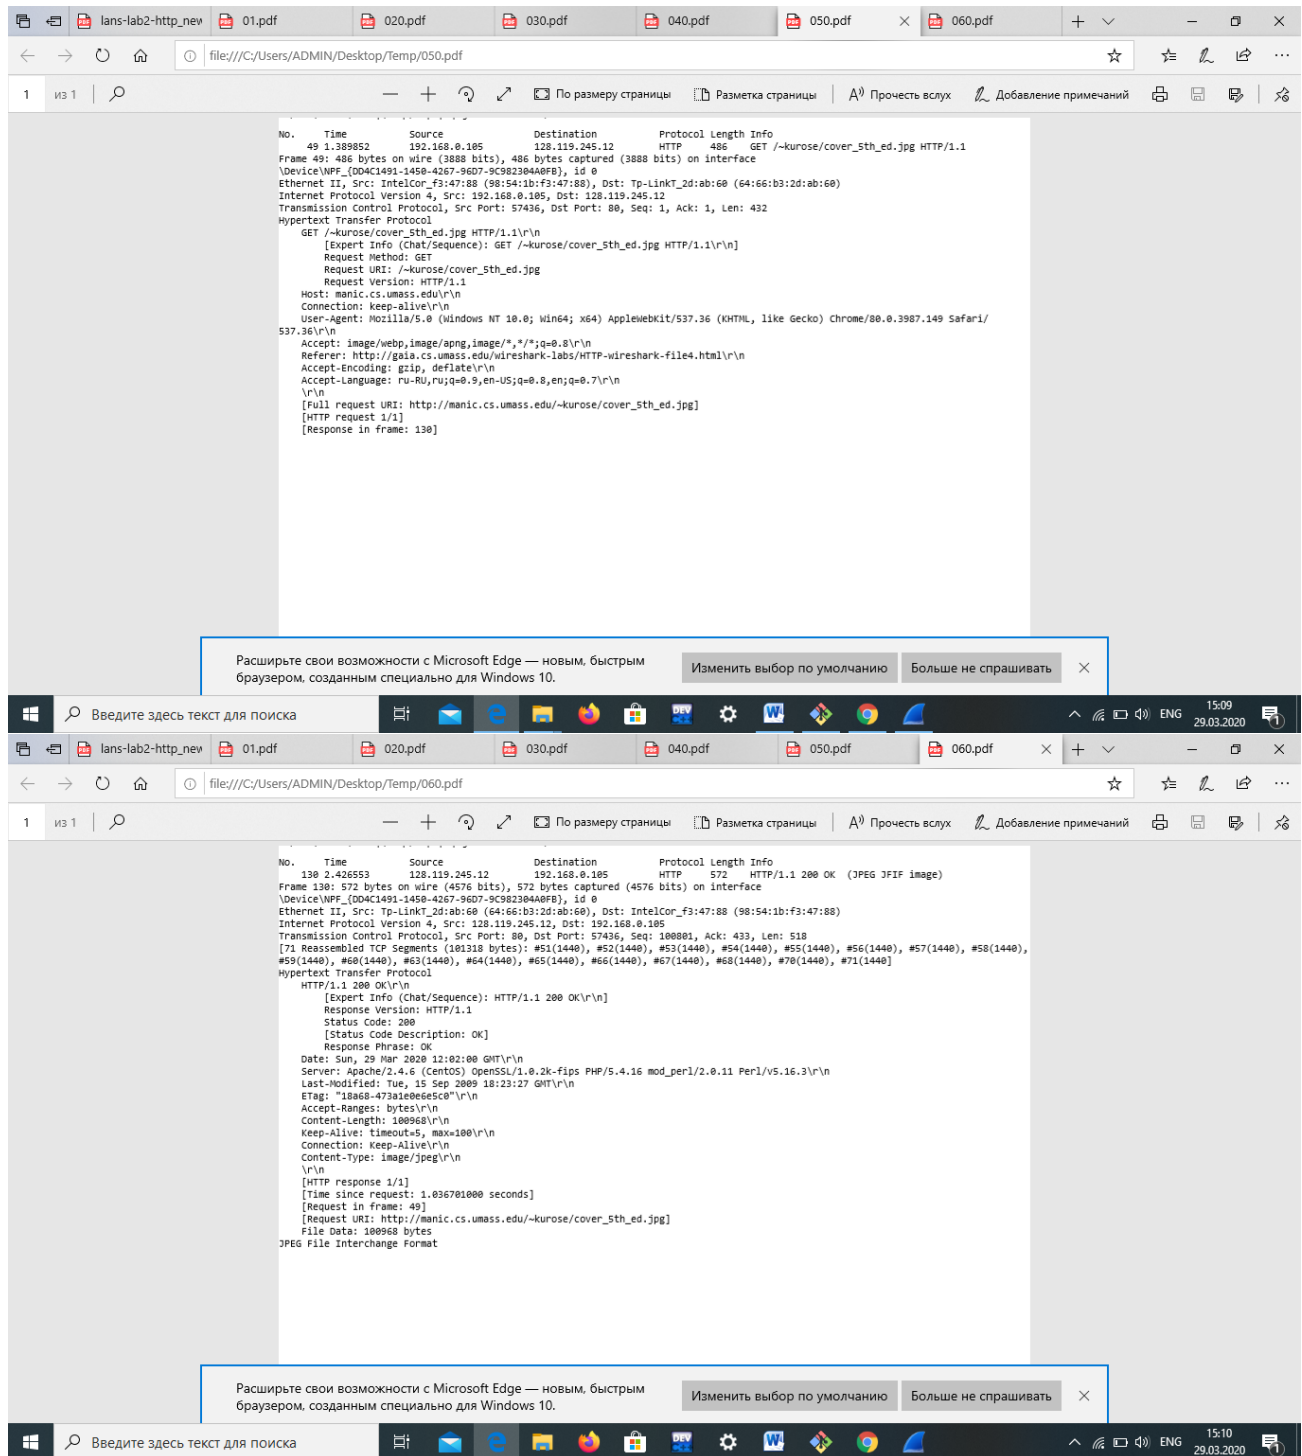 lans-lab2-http_new 01.pdf 020.pdf 030.pdf 040.pdf 050.pdf 060.pdf
file:///C:/Users/ADMIN/Desktop/Temp/050.pdf
1 из 1 По размеру страницы Разметка страницы Прочесть вслух Добавление примечаний
No. Time Source Destination Protocol Length Info
49 1.389852 192.168.0.105 128.119.245.12 HTTP 486 GET /~kurose/cover_5th_ed.jpg HTTP/1.1
Frame 49: 486 bytes on wire (3888 bits), 486 bytes captured (3888 bits) on interface
\Device\NPF_{DD4C1491-1450-4267-96D7-9C982304A0FB}, id 0
Ethernet II, Src: IntelCor_f3:47:88 (98:54:1b:f3:47:88), Dst: Tp-LinkT_2d:ab:60 (64:66:b3:2d:ab:60)
Internet Protocol Version 4, Src: 192.168.0.105, Dst: 128.119.245.12
Transmission Control Protocol, Src Port: 57436, Dst Port: 80, Seq: 1, Ack: 1, Len: 432
Hypertext Transfer Protocol
GET /~kurose/cover_5th_ed.jpg HTTP/1.1\r\n
[Expert Info (Chat/Sequence): GET /~kurose/cover_5th_ed.jpg HTTP/1.1\r\n]
Request Method: GET
Request URI: /~kurose/cover_5th_ed.jpg
Request Version: HTTP/1.1
Host: manic.cs.umass.edu\r\n
Connection: keep-alive\r\n
User-Agent: Mozilla/5.0 (Windows NT 10.0; Win64; x64) AppleWebKit/537.36 (KHTML, like Gecko) Chrome/80.0.3987.149 Safari/
537.36\r\n
Accept: image/webp,image/apng,image/*,*/*;q=0.8\r\n
Referer: http://gaia.cs.umass.edu/wireshark-labs/HTTP-wireshark-file4.html\r\n
Accept-Encoding: gzip, deflate\r\n
Accept-Language: ru-RU,ru;q=0.9,en-US;q=0.8,en;q=0.7\r\n
\r\n
[Full request URI: http://manic.cs.umass.edu/~kurose/cover_5th_ed.jpg]
[HTTP request 1/1]
[Response in frame: 130]
Расширьте свои возможности с Microsoft Edge — новым, быстрым
браузером, созданным специально для Windows 10.
Изменить выбор по умолчанию Больше не спрашивать
Введите здесь текст для поиска ENG 15:09
29.03.2020
lans-lab2-http_new 01.pdf 020.pdf 030.pdf 040.pdf 050.pdf 060.pdf
file:///C:/Users/ADMIN/Desktop/Temp/060.pdf
1 из 1 По размеру страницы Разметка страницы Прочесть вслух Добавление примечаний
No. Time Source Destination Protocol Length Info
130 2.426553 128.119.245.12 192.168.0.105 HTTP 572 HTTP/1.1 200 OK (JPEG JFIF image)
Frame 130: 572 bytes on wire (4576 bits), 572 bytes captured (4576 bits) on interface
\Device\NPF_{DD4C1491-1450-4267-96D7-9C982304A0FB}, id 0
Ethernet II, Src: Tp-LinkT_2d:ab:60 (64:66:b3:2d:ab:60), Dst: IntelCor_f3:47:88 (98:54:1b:f3:47:88)
Internet Protocol Version 4, Src: 128.119.245.12, Dst: 192.168.0.105
Transmission Control Protocol, Src Port: 80, Dst Port: 57436, Seq: 100801, Ack: 433, Len: 518
[71 Reassembled TCP Segments (101318 bytes): #51(1440), #52(1440), #53(1440), #54(1440), #55(1440), #56(1440), #57(1440), #58(1440),
#59(1440), #60(1440), #63(1440), #64(1440), #65(1440), #66(1440), #67(1440), #68(1440), #70(1440), #71(1440]
Hypertext Transfer Protocol
HTTP/1.1 200 OK\r\n
[Expert Info (Chat/Sequence): HTTP/1.1 200 OK\r\n]
Response Version: HTTP/1.1
Status Code: 200
[Status Code Description: OK]
Response Phrase: OK
Date: Sun, 29 Mar 2020 12:02:00 GMT\r\n
Server: Apache/2.4.6 (CentOS) OpenSSL/1.0.2k-fips PHP/5.4.16 mod_perl/2.0.11 Perl/v5.16.3\r\n
Last-Modified: Tue, 15 Sep 2009 18:23:27 GMT\r\n
ETag: "18a68-473a1e0e6e5c0"\r\n
Accept-Ranges: bytes\r\n
Content-Length: 100968\r\n
Keep-Alive: timeout=5, max=100\r\n
Connection: Keep-Alive\r\n
Content-Type: image/jpeg\r\n
\r\n
[HTTP response 1/1]
[Time since request: 1.036701000 seconds]
[Request in frame: 49]
[Request URI: http://manic.cs.umass.edu/~kurose/cover_5th_ed.jpg]
File Data: 100968 bytes
JPEG File Interchange Format
Расширьте свои возможности с Microsoft Edge — новым, быстрым
браузером, созданным специально для Windows 10.
Изменить выбор по умолчанию Больше не спрашивать
Введите здесь текст для поиска ENG 15:10
29.03.2020